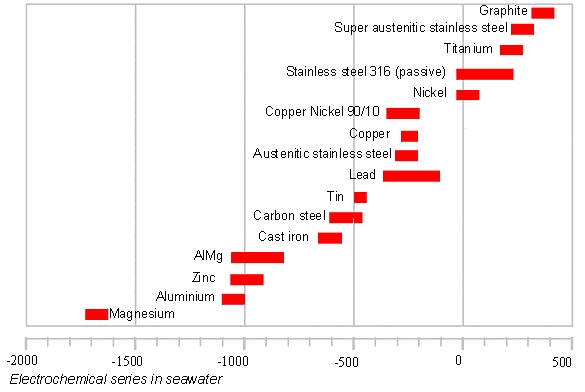 Graphite
Super austenitic stainless steel
Titanium
Stainless steel 316 (passive)
Nickel
Copper Nickel 90/10
Copper
Austenitic stainless steel
Lead
Tin
Carbon steel
Cast iron
AlMg
Zinc
Aluminium
Magnesium
-2000 -1500 -1000 -500 0 500
Electrochemical series in seawater